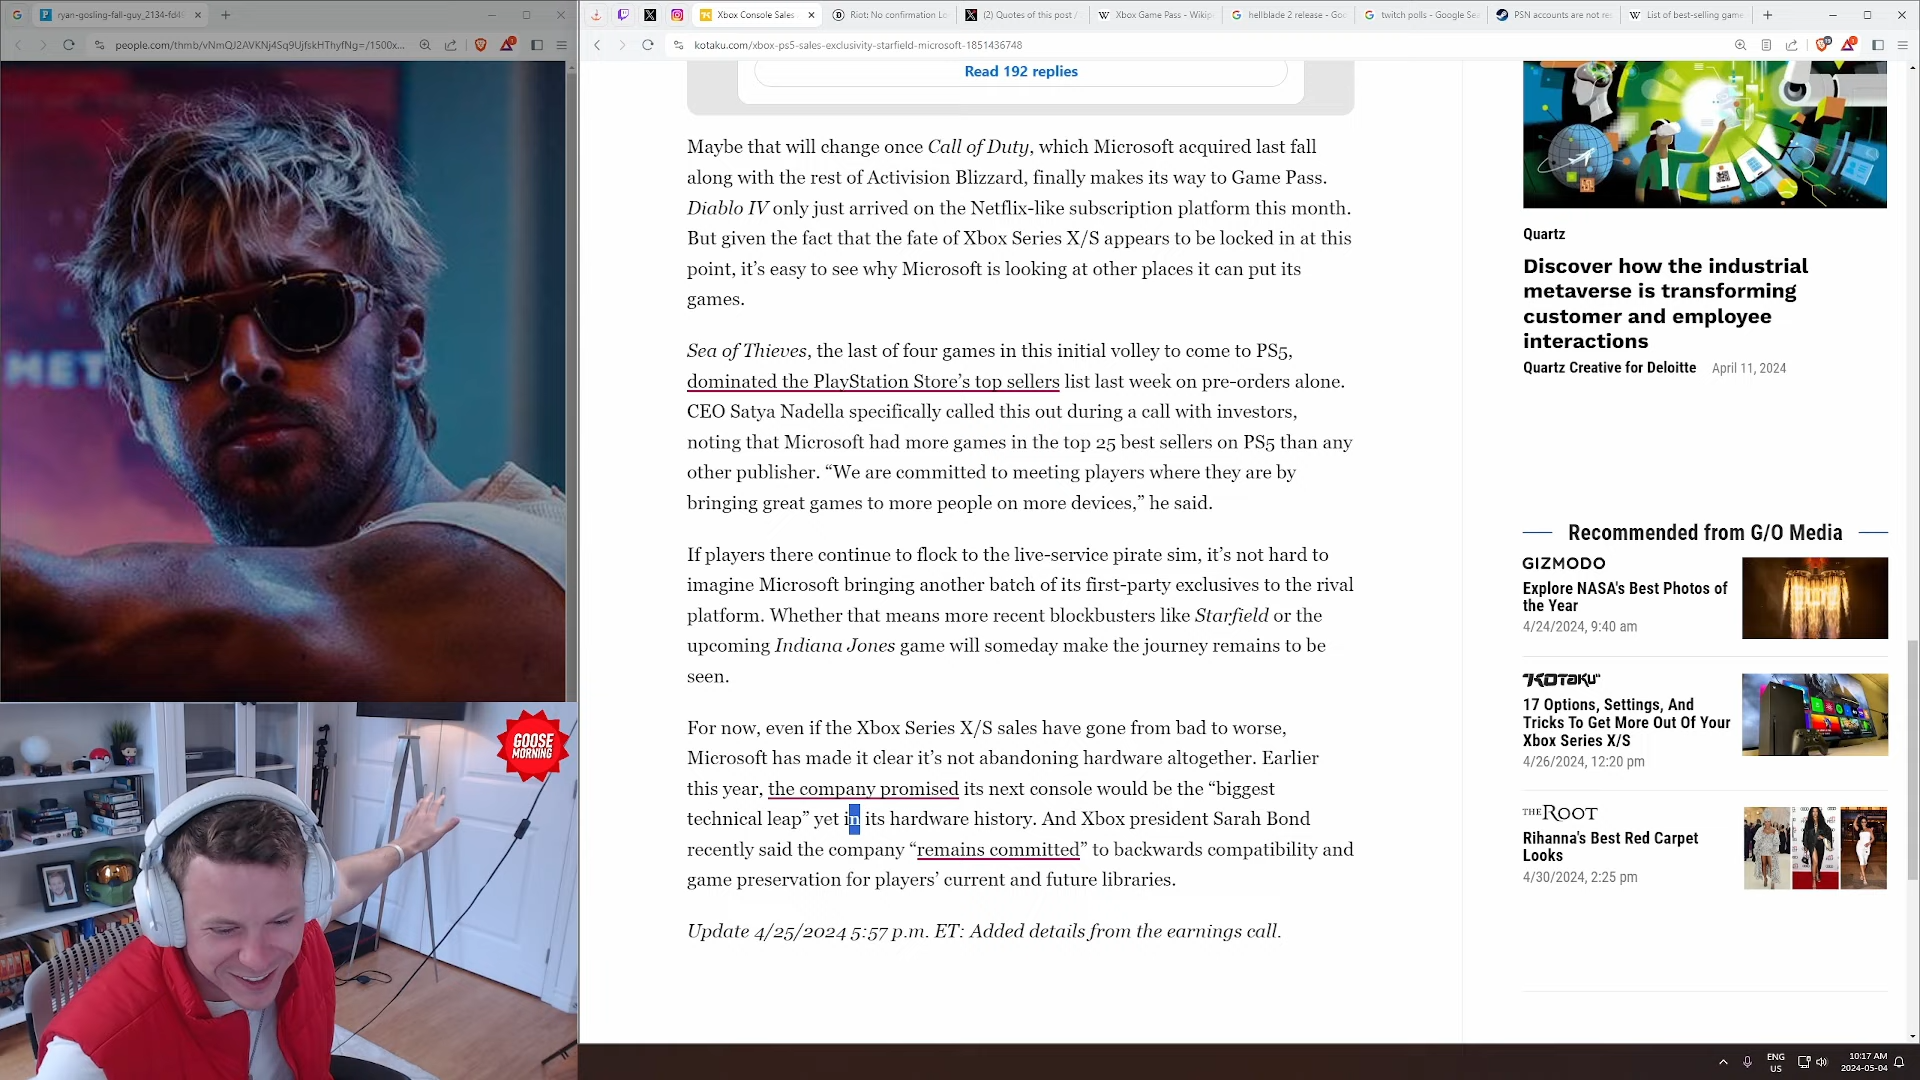 ryan-gosling-fall-guy_2134-fd4
people.com/thmb/vNmQJ2AVKNj4Sq9UjfskHThyfNg=/1500x...
Xbox Console Sales
Riot: No confirmation Lo
(2) Quotes of this post /
Xbox Game Pass - Wikip
hellblade 2 release - Goo
twitch polls - Google Sea
PSN accounts are not re
List of best-selling game
kotaku.com/xbox-ps5-sales-exclusivity-starfield-microsoft-1851436748
MET
Read 192 replies
Maybe that will change once Call of Duty, which Microsoft acquired last fall
along with the rest of Activision Blizzard, finally makes its way to Game Pass.
Diablo IV only just arrived on the Netflix-like subscription platform this month.
But given the fact that the fate of Xbox Series X/S appears to be locked in at this
point, it’s easy to see why Microsoft is looking at other places it can put its
games.
Sea of Thieves, the last of four games in this initial volley to come to PS5,
dominated the PlayStation Store’s top sellers list last week on pre-orders alone.
CEO Satya Nadella specifically called this out during a call with investors,
noting that Microsoft had more games in the top 25 best sellers on PS5 than any
other publisher. “We are committed to meeting players where they are by
bringing great games to more people on more devices,” he said.
If players there continue to flock to the live-service pirate sim, it’s not hard to
imagine Microsoft bringing another batch of its first-party exclusives to the rival
platform. Whether that means more recent blockbusters like Starfield or the
upcoming Indiana Jones game will someday make the journey remains to be
seen.
For now, even if the Xbox Series X/S sales have gone from bad to worse,
Microsoft has made it clear it’s not abandoning hardware altogether. Earlier
this year, the company promised its next console would be the “biggest
technical leap” yet in its hardware history. And Xbox president Sarah Bond
recently said the company “remains committed” to backwards compatibility and
game preservation for players’ current and future libraries.
Update 4/25/2024 5:57 p.m. ET: Added details from the earnings call.
Quartz
Discover how the industrial
metaverse is transforming
customer and employee
interactions
Quartz Creative for Deloitte April 11, 2024
Recommended from G/O Media
GIZMODO
Explore NASA's Best Photos of
the Year
4/24/2024, 9:40 am
KOTAKU
17 Options, Settings, And
Tricks To Get More Out Of Your
Xbox Series X/S
4/26/2024, 12:20 pm
THE ROOT
Rihanna's Best Red Carpet
Looks
4/30/2024, 2:25 pm
GOOSE
MORNING
ENG
US
10:17 AM
2024-05-04